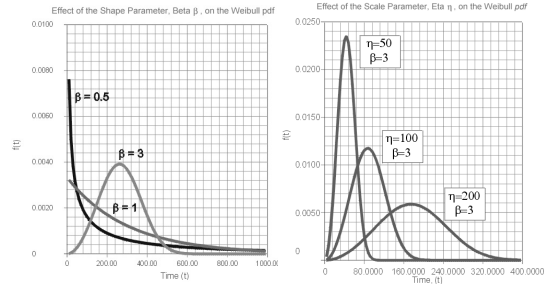 Effect of the Shape Parameter, Beta β , on the Weibull pdf
0.0100
0.0080
0.0060
0.0040
0.0020
0
f(t)
β = 0.5
β = 3
β = 1
0
200.00
400.00
600.00
800.00
1000.00
Time (t)
Effect of the Scale Parameter, Eta η , on the Weibull pdf
0.0250
0.0200
0.0150
0.0100
0.0050
0
f(t)
η=50
β=3
η=100
β=3
η=200
β=3
0
80.0000
160.0000
240.0000
320.0000
400.0000
Time, (t)